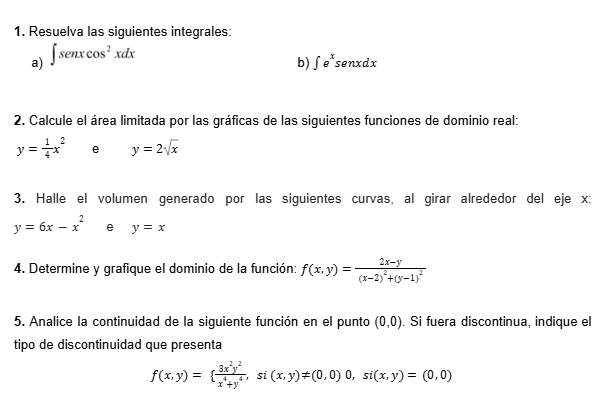 1. Resuelva las siguientes integrales:
a) ∫ senx cos² xdx b) ∫ eˣsenxdx
2. Calcule el área limitada por las gráficas de las siguientes funciones de dominio real:
y = 1/4 x² e y = 2√x
3. Halle el volumen generado por las siguientes curvas, al girar alrededor del eje x:
y = 6x − x² e y = x
4. Determine y grafique el dominio de la función: f(x, y) = (2x−y)/((x−2)²+(y−1)²)
5. Analice la continuidad de la siguiente función en el punto (0,0). Si fuera discontinua, indique el
tipo de discontinuidad que presenta
f(x, y) = { 3x²y²/(x⁴+y⁴), si (x, y)≠(0, 0) 0, si(x, y) = (0, 0)